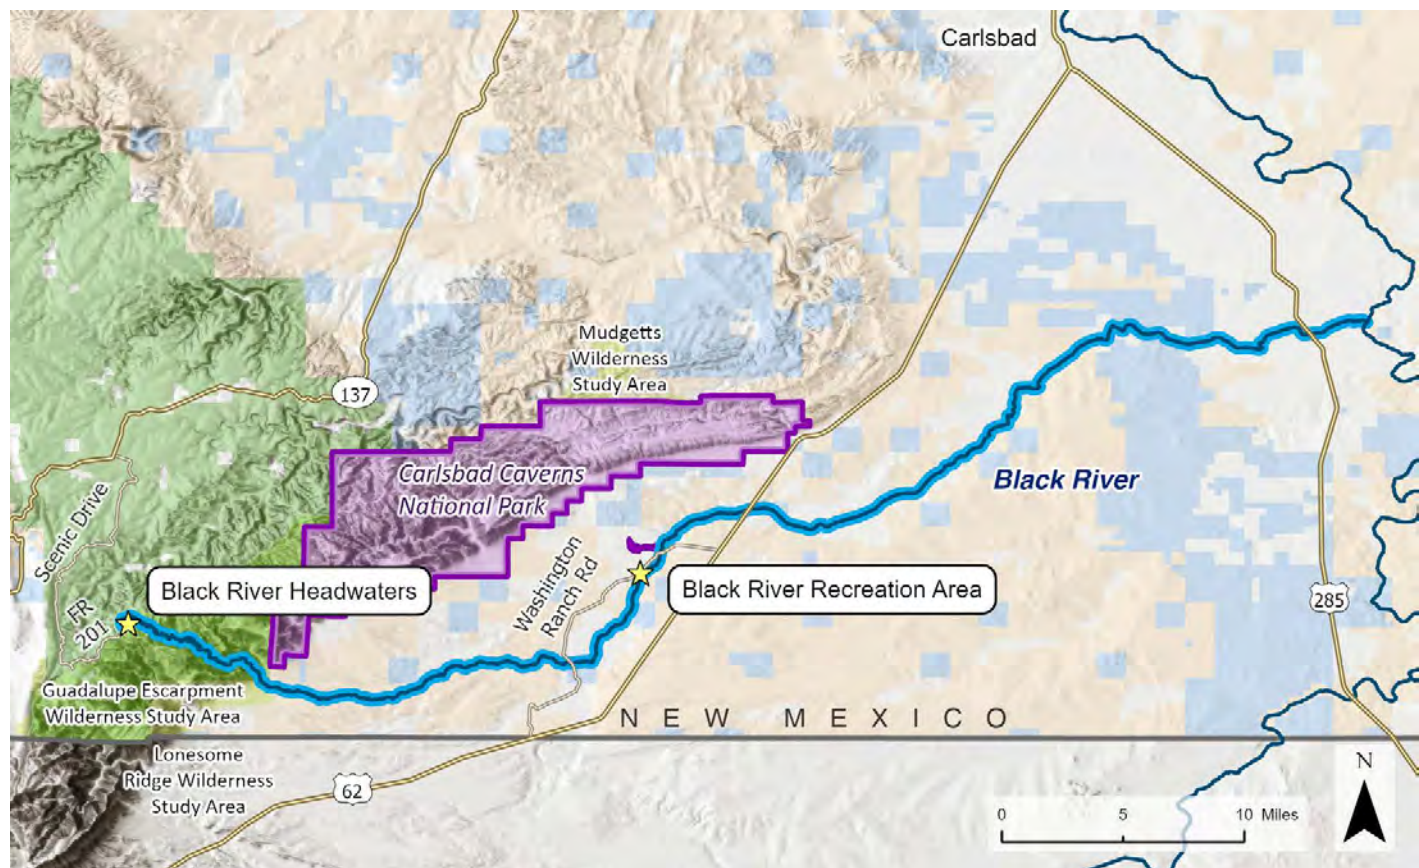 Carlsbad
Mudgetts
Wilderness
Study Area
137
Carlsbad Caverns
National Park
Black River
Scenic Drive
FR
201
Black River Headwaters
Washington
Ranch Rd
Black River Recreation Area
285
Guadalupe Escarpment
Wilderness Study Area
NEW MEXICO
Lonesome
Ridge Wilderness
Study Area
62
N
0 5 10 Miles